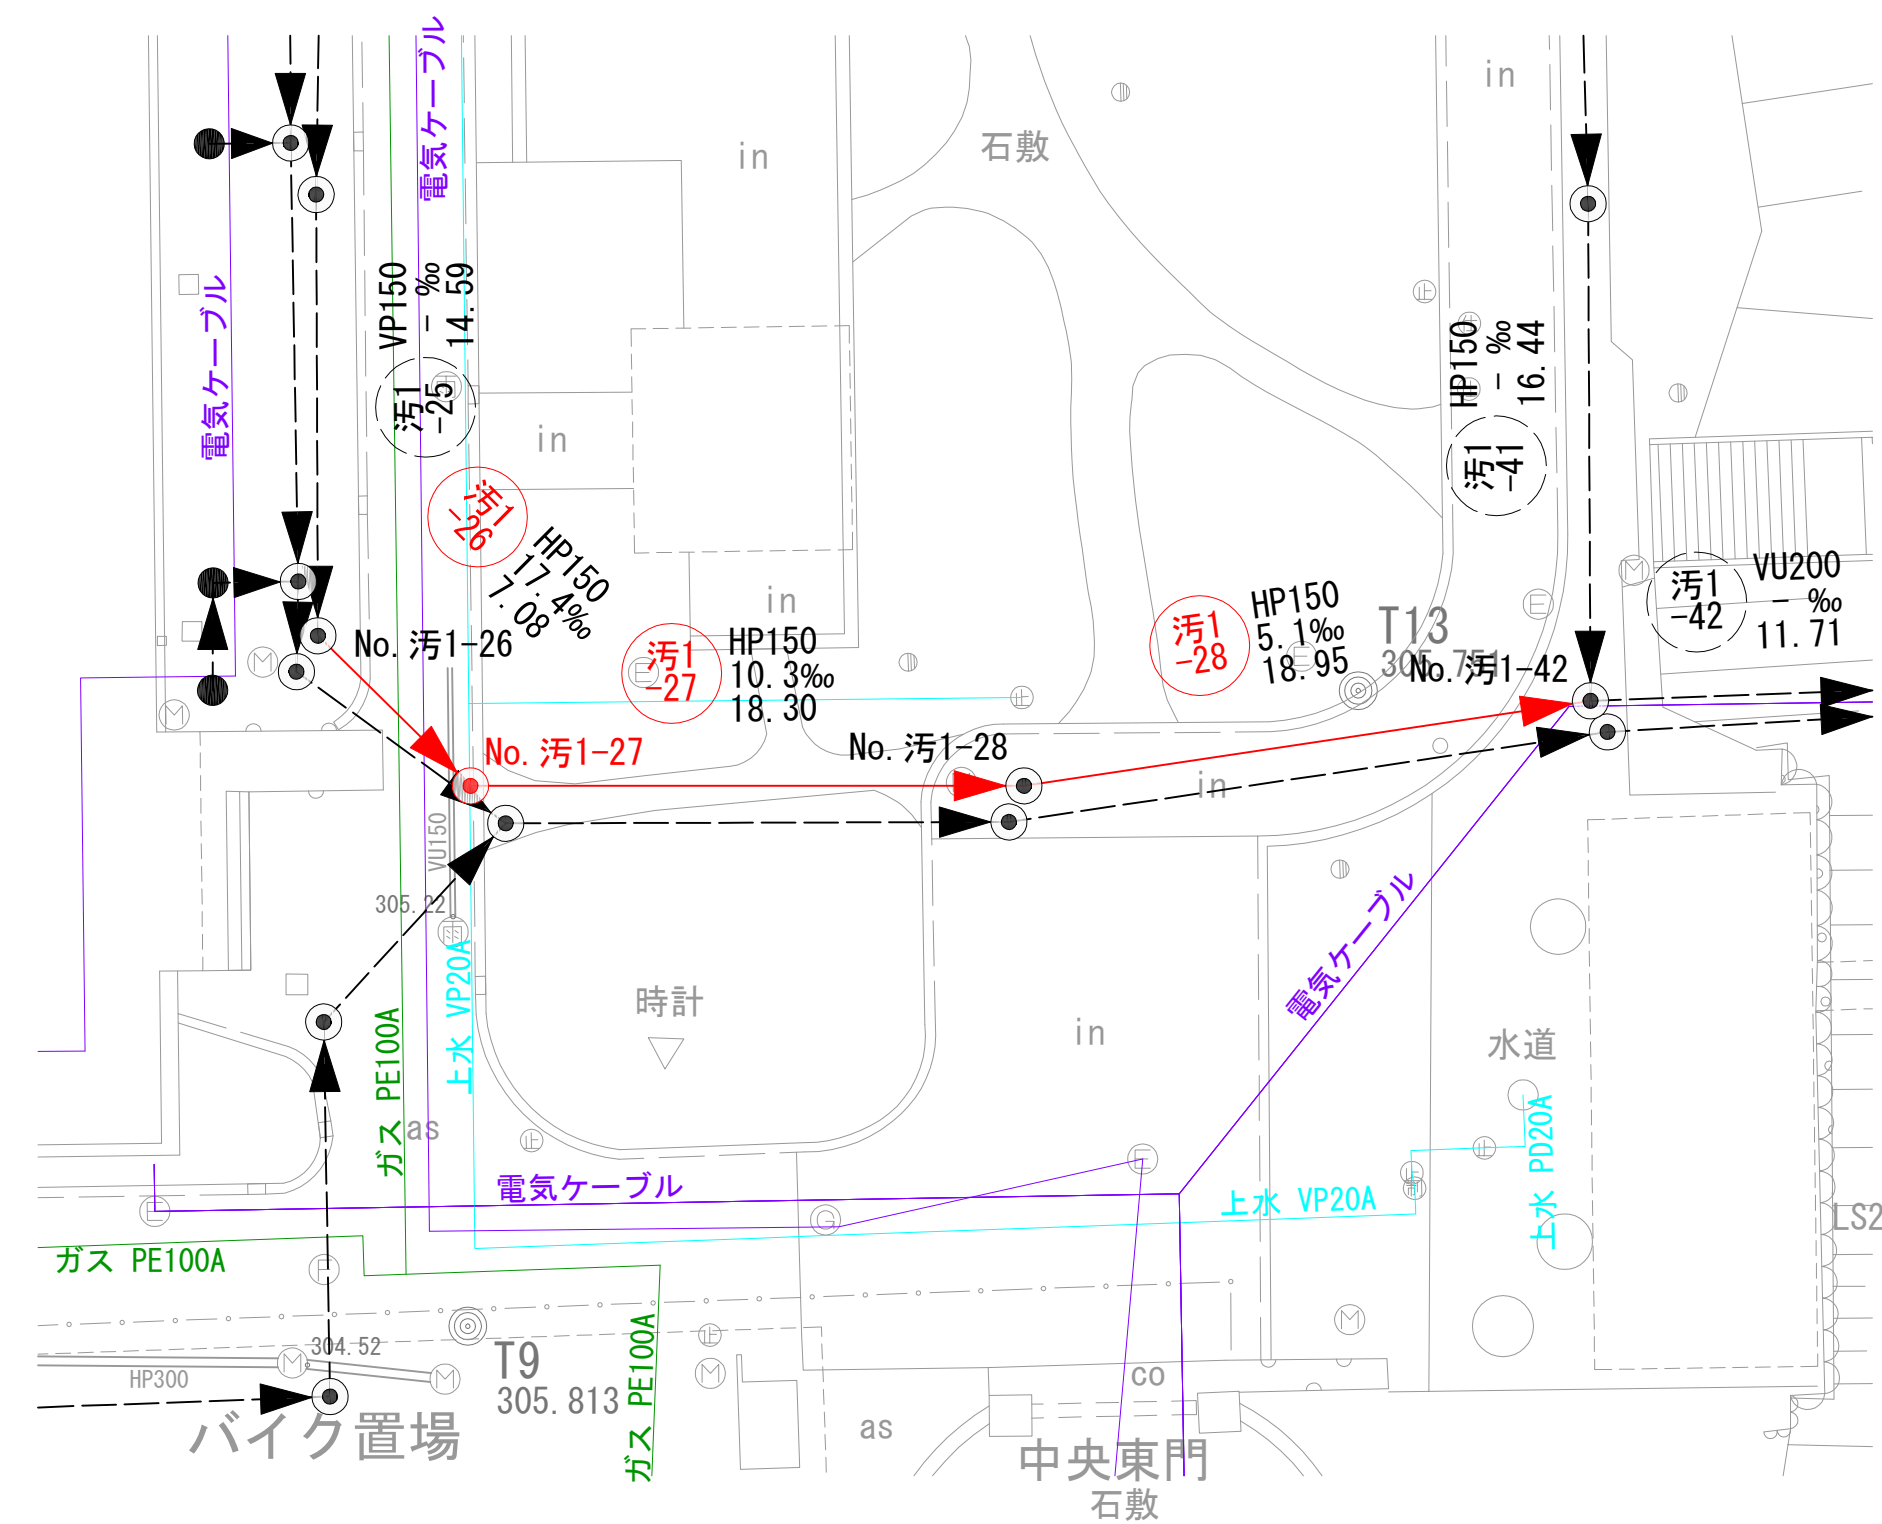 電気ケーブル
in
in
石敷
電気ケーブル
VP150
- ‰
14.59
汚1
-25
HP150
- ‰
16.44
汚1
-41
in
汚1
-26
HP150
17.4‰
7.08
in
汚1
-42
VU200
- ‰
11.71
汚1
-28
HP150
5.1‰
18.95
T13
305.751
No.汚1-26
汚1
-27
HP150
10.3‰
18.30
No.汚1-42
No.汚1-27
No.汚1-28
in
VU150
305.22
電気ケーブル
上水 VP20A
時計
in
水道
ガス PE100A
as
上水 PD20A
電気ケーブル
上水 VP20A
LS2
ガス PE100A
304.52
HP300
T9
305.813
ガス PE100A
co
as
バイク置場
中央東門
石敷
M
M
M
M
M
M
M
E
E
E
E
G
止
止
止